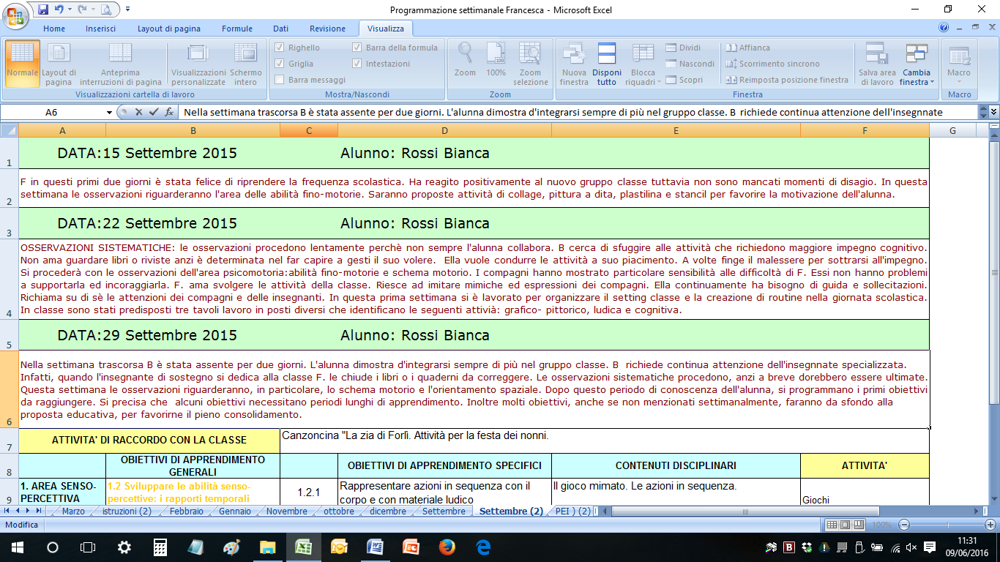 Programmazione settimanale Francesca - Microsoft Excel
Home Inserisci Layout di pagina Formule Dati Revisione Visualizza
Normale Layout di pagina Anteprima interruzioni di pagina Visualizzazioni personalizzate Schermo intero
Visualizzazioni cartella di lavoro
Righello Barra della formula
Griglia Intestazioni
Barra messaggi
Mostra/Nascondi
Zoom 100% Zoom selezione
Zoom
Nuova finestra Disponi tutto Blocca riquadri
Dividi Affianca
Nascondi Scorrimento sincrono
Scopri Reimposta posizione finestra
Salva area di lavoro Cambia finestra
Finestra
Macro
Macro
A6 fx Nella settimana trascorsa B è stata assente per due giorni. L'alunna dimostra d'integrarsi sempre di più nel gruppo classe. B  richiede continua attenzione dell'insegnnate
A B C D E F G
1 DATA:15 Settembre 2015 Alunno: Rossi Bianca
F in questi primi due giorni è stata felice di riprendere la frequenza scolastica. Ha reagito positivamente al nuovo gruppo classe tuttavia non sono mancati momenti di disagio. In questa
2 settimana le osservazioni riguarderanno l'area delle abilità fino-motorie. Saranno proposte attività di collage, pittura a dita, plastilina e stancil per favorire la motivazione dell'alunna.
3 DATA:22 Settembre 2015 Alunno: Rossi Bianca
OSSERVAZIONI SISTEMATICHE: le osservazioni procedono lentamente perchè non sempre l'alunna collabora. B cerca di sfuggire alle attività che richiedono maggiore impegno cognitivo.
Non ama guardare libri o riviste anzi è determinata nel far capire a gesti il suo volere.  Ella vuole condurre le attività a suo piacimento. A volte finge il malessere per sottrarsi all'impegno.
Si procederà con le osservazioni dell'area psicomotoria:abilità fino-motorie e schema motorio. I compagni hanno mostrato particolare sensibilità alle difficoltà di F. Essi non hanno problemi
a supportarla ed incoraggiarla. F. ama svolgere le attività della classe. Riesce ad imitare mimiche ed espressioni dei compagni. Ella continuamente ha bisogno di guida e sollecitazioni.
Richiama su di sè le attenzioni dei compagni e delle insegnanti. In questa prima settimana si è lavorato per organizzare il setting classe e la creazione di routine nella giornata scolastica.
4 In classe sono stati predisposti tre tavoli lavoro in posti diversi che identificano le seguenti attivià: grafico- pittorico, ludica e cognitiva.
5 DATA:29 Settembre 2015 Alunno: Rossi Bianca
Nella settimana trascorsa B è stata assente per due giorni. L'alunna dimostra d'integrarsi sempre di più nel gruppo classe. B  richiede continua attenzione dell'insegnnate specializzata.
Infatti, quando l'insegnante di sostegno si dedica alla classe F. le chiude i libri o i quaderni da correggere. Le osservazioni sistematiche procedono, anzi a breve dorebbero essere ultimate.
Questa settimana le osservazioni riguarderanno, in particolare, lo schema motorio e l'orientamento spaziale. Dopo questo periodo di conoscenza dell'alunna, si programmano i primi obiettivi
da raggiungere. Si precisa che  alcuni obiettivi necessitano periodi lunghi di apprendimento. Inoltre molti obiettivi, anche se non menzionati settimanalmente, faranno da sfondo alla
6 proposta educativa, per favorirne il pieno consolidamento.
7 ATTIVITA' DI RACCORDO CON LA CLASSE Canzoncina "La zia di Forlì. Attività per la festa dei nonni.
8 OBIETTIVI DI APPRENDIMENTO GENERALI OBIETTIVI DI APPRENDIMENTO SPECIFICI CONTENUTI DISCIPLINARI ATTIVITA'
9 1. AREA SENSO-PERCETTIVA 1.2 Sviluppare le abilità senso-percettive: i rapporti temporali 1.2.1 Rappresentare azioni in sequenza con il corpo e con materiale ludico Il gioco mimato. Le azioni in sequenza. Giochi
Marzo istruzioni (2) Febbraio Gennaio Novembre ottobre dicembre Settembre Settembre (2) PEI ) (2)
Modifica 100%
11:31
09/06/2016